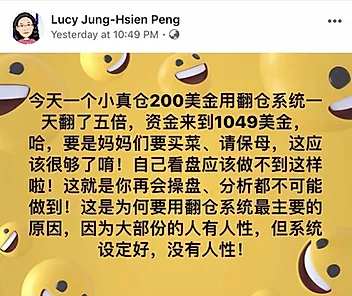 Lucy Jung-Hsien Peng
Yesterday at 10:49 PM ·
今天一个小真仓200美金用翻仓系统一
天翻了五倍，资金来到1049美金，
哈，要是妈妈们要买菜、请保母，这应
该很够了唷！自己看盘应该做不到这样
啦！这就是你再会操盘、分析都不可能
做到！这是为何要用翻仓系统最主要的
原因，因为大部份的人有人性，但系统
设定好，没有人性！